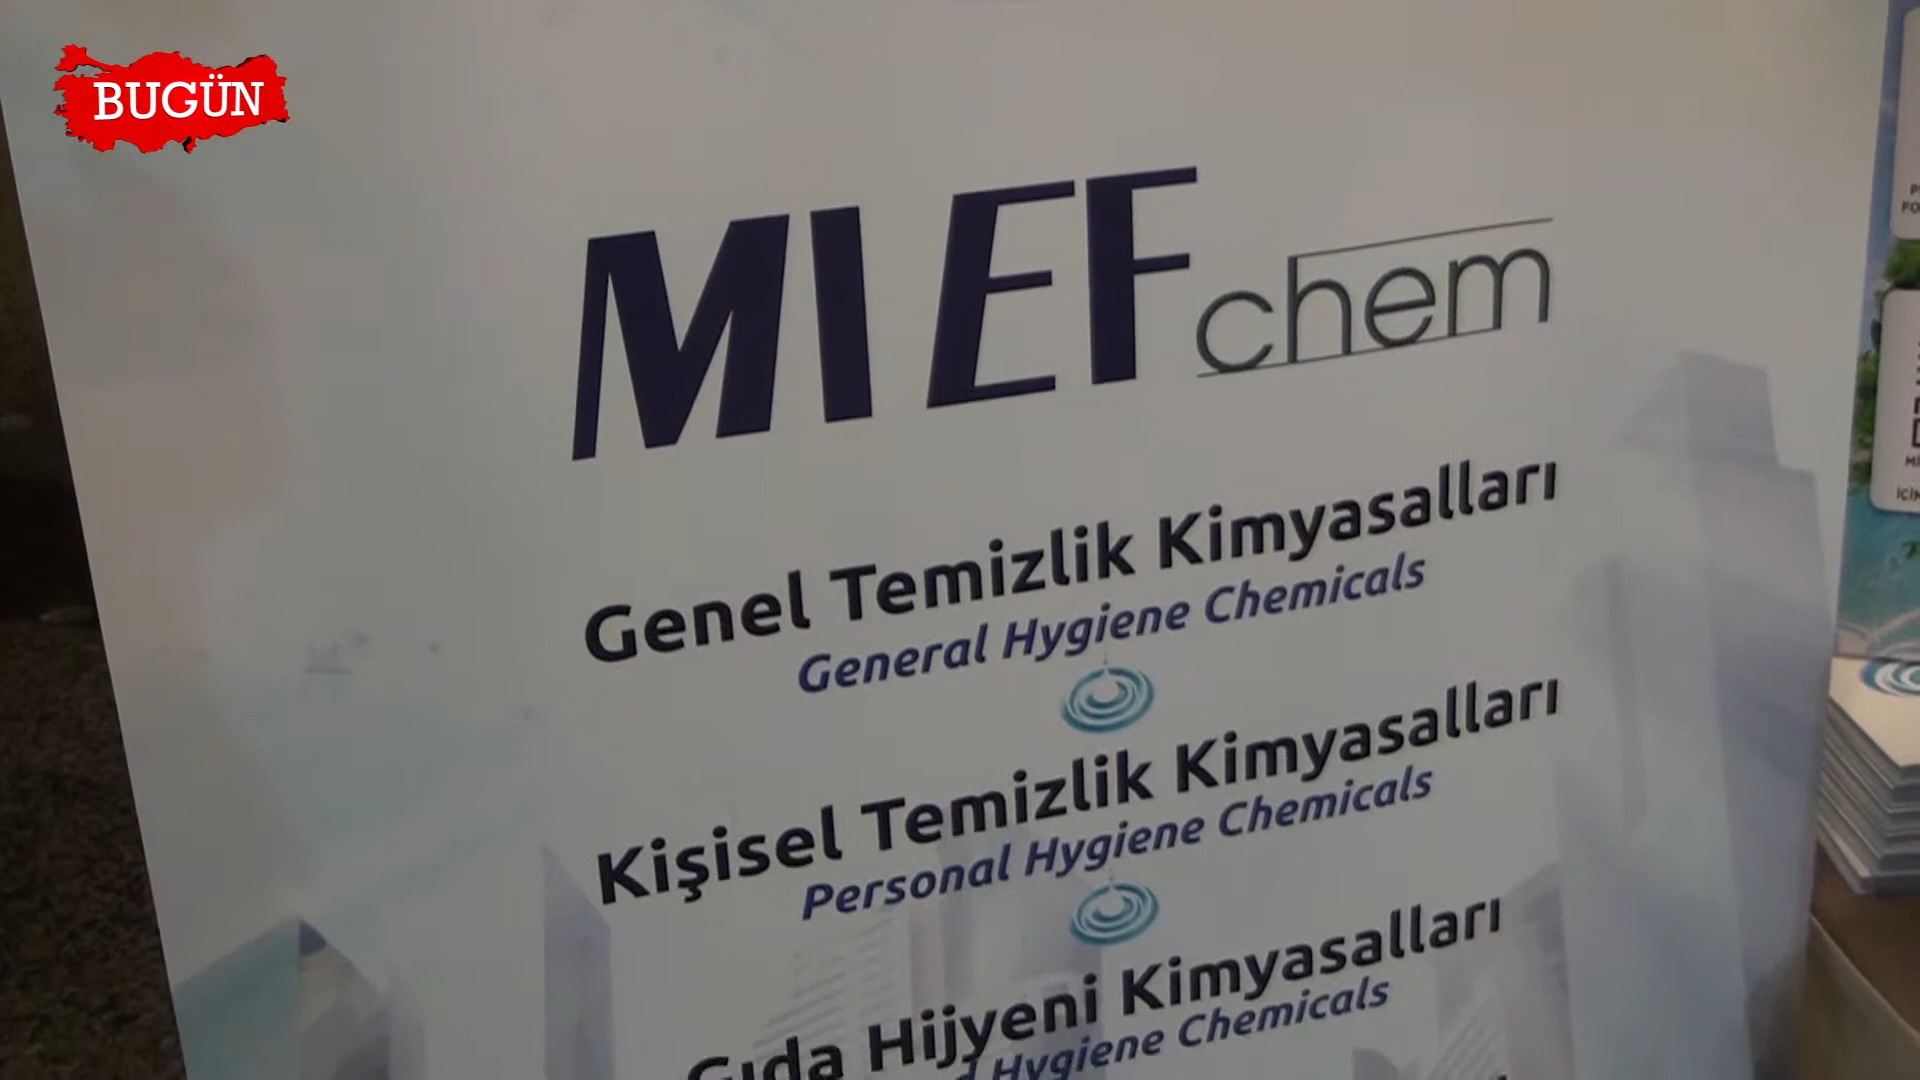 BUGÜN
MIEF chem
Genel Temizlik Kimyasalları
General Hygiene Chemicals
Kişisel Temizlik Kimyasalları
Personal Hygiene Chemicals
Gıda Hijyeni Kimyasalları
Hygiene Chemicals